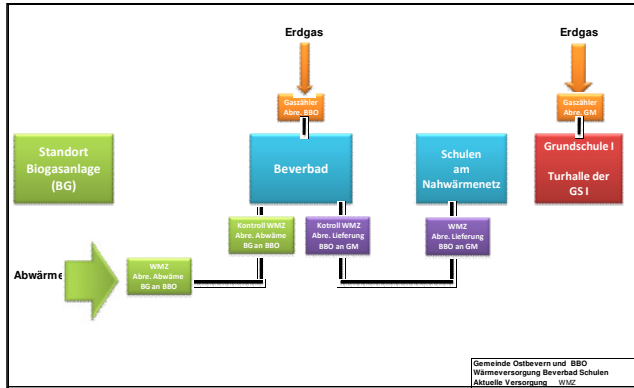 Erdgas
Erdgas
Gaszähler
Abre. BBO
Gaszähler
Abre. GM
Standort
Biogasanlage
(BG)
Beverbad
Schulen
am
Nahwärmenetz
Grundschule I
Turhalle der
GS I
Kontroll WMZ
Abre. Abwäme
BG an BBO
Kotroll WMZ
Abre. Lieferung
BBO an GM
WMZ
Abre. Lieferung
BBO an GM
Abwärme
WMZ
Abre. Abwäme
BG an BBO
Gemeinde Ostbevern und BBO
Wärmeversorgung Beverbad Schulen
Aktuelle Versorgung WMZ